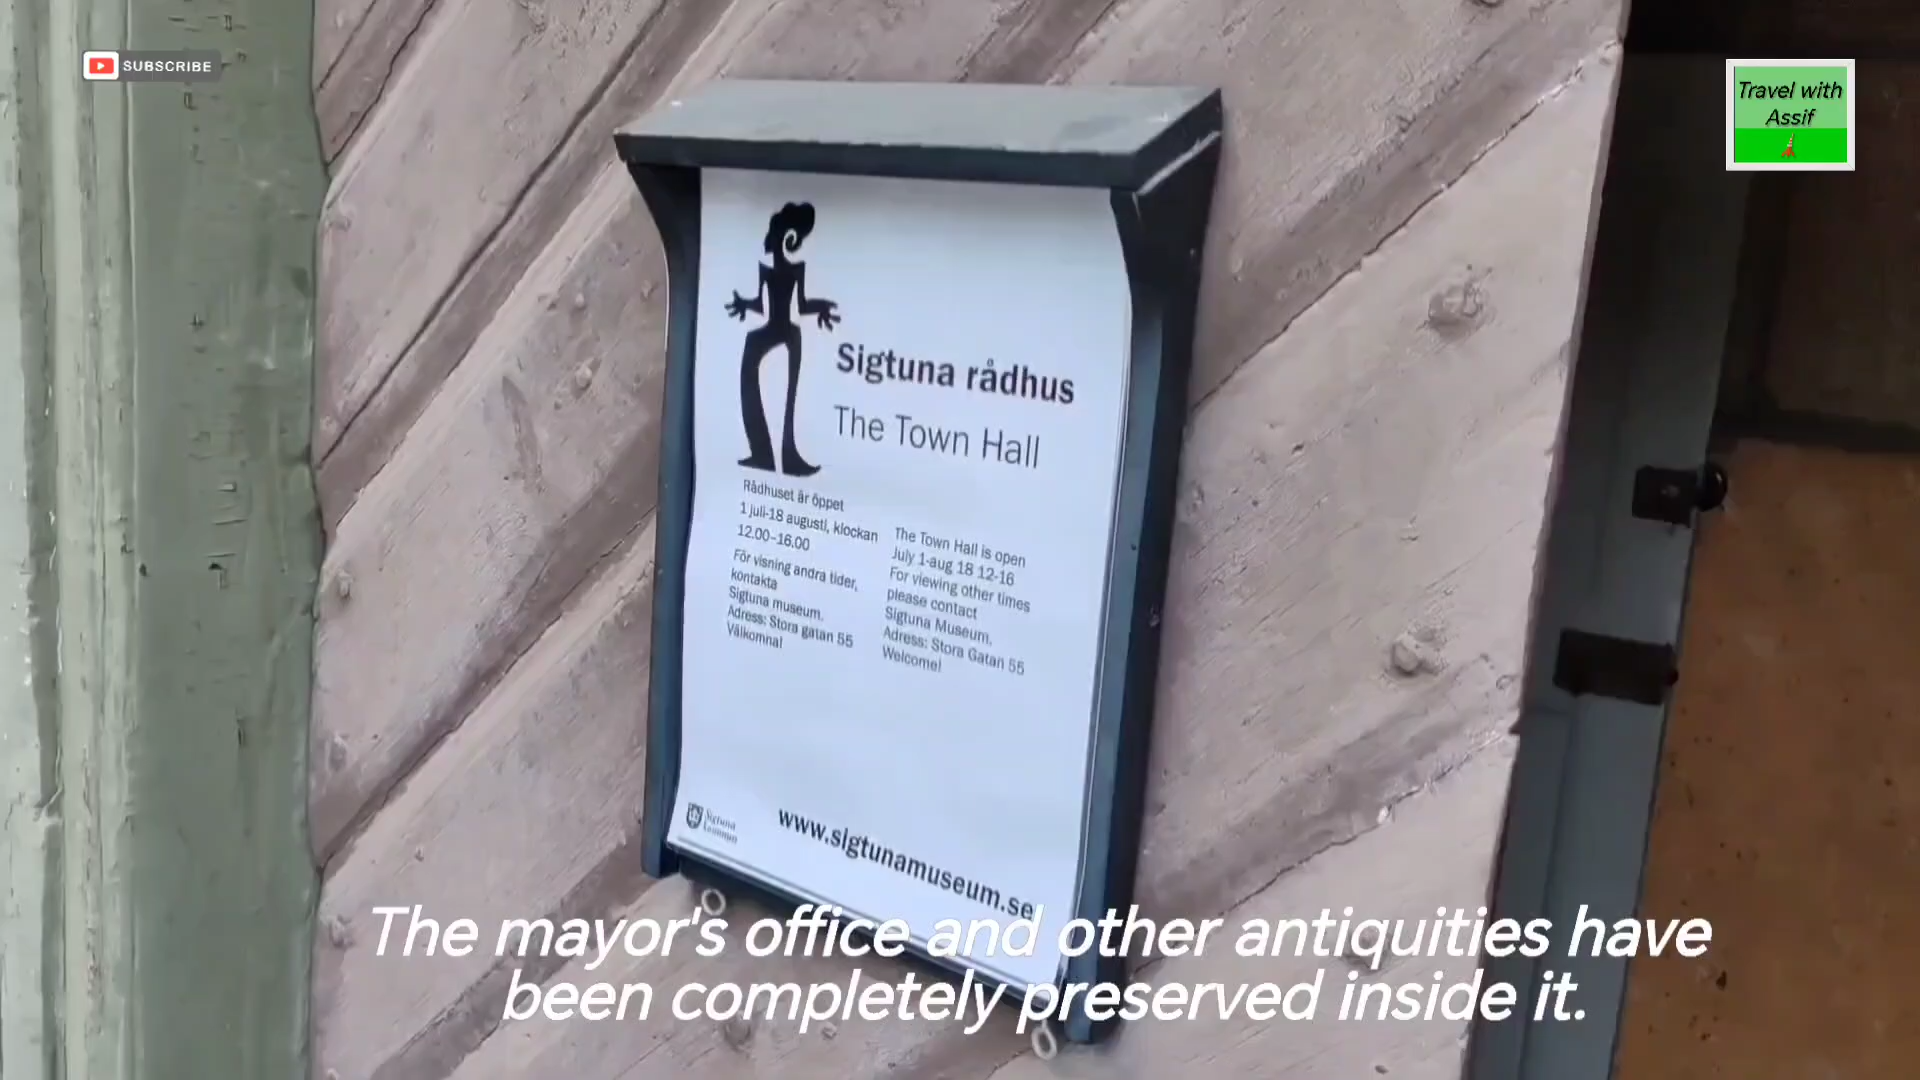 SUBSCRIBE
Travel with
Assif
Sigtuna rådhus
The Town Hall
Rådhuset är öppet
1 juli-18 augusti, klockan
12.00–16.00
För visning andra tider,
kontakta
Sigtuna museum.
Adress: Stora gatan 55
Välkomna!
The Town Hall is open
July 1-aug 18 12-16
For viewing other times
please contact
Sigtuna Museum.
Adress: Stora Gatan 55
Welcome!
Sigtuna
kommun
www.sigtunamuseum.se
The mayor's office and other antiquities have
been completely preserved inside it.